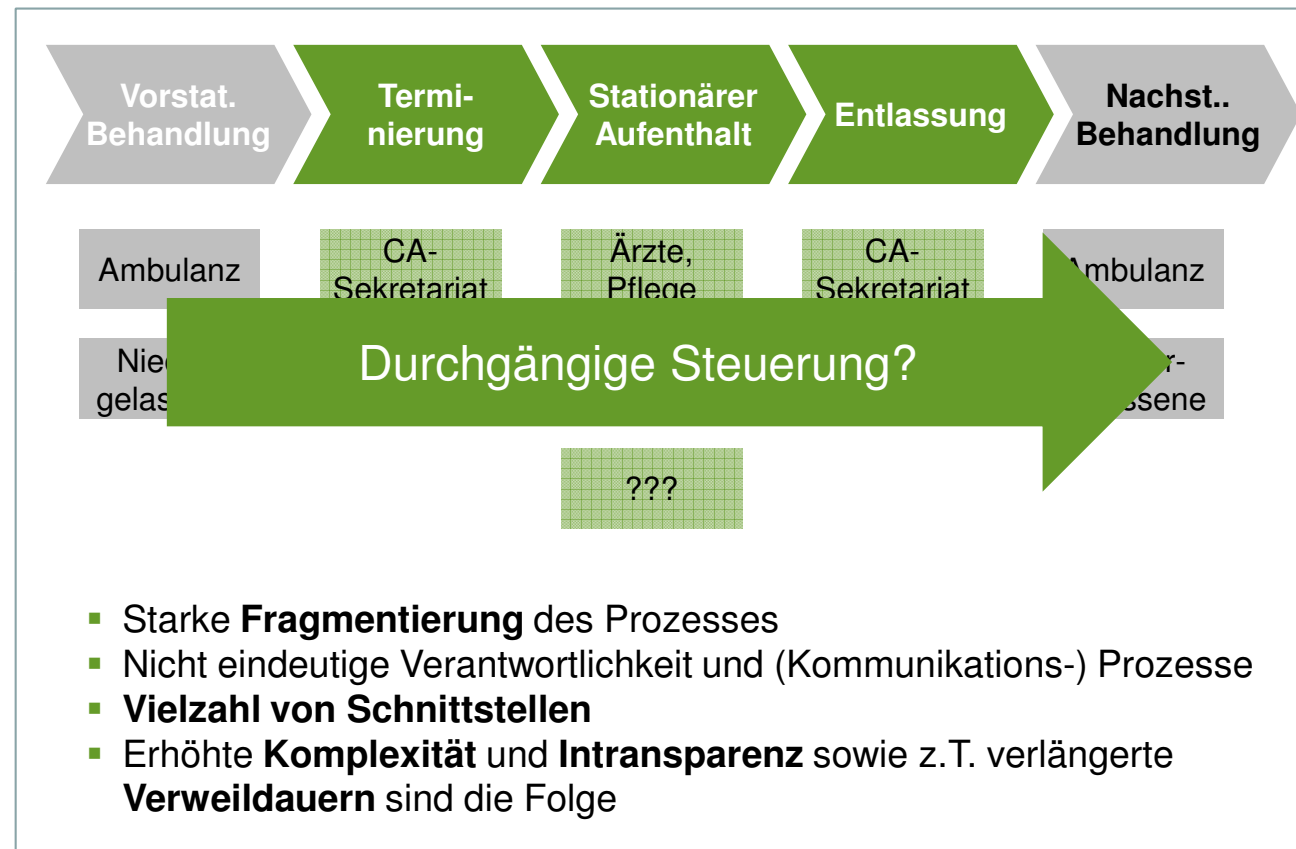 Vorstat.
Behandlung
Termi-
nierung
Stationärer
Aufenthalt
Entlassung
Nachst..
Behandlung
Ambulanz
CA-
Sekretariat
Ärzte,
Pflege
CA-
Sekretariat
Ambulanz
Durchgängige Steuerung?
???
▪ Starke Fragmentierung des Prozesses
▪ Nicht eindeutige Verantwortlichkeit und (Kommunikations-) Prozesse
▪ Vielzahl von Schnittstellen
▪ Erhöhte Komplexität und Intransparenz sowie z.T. verlängerte
Verweildauern sind die Folge